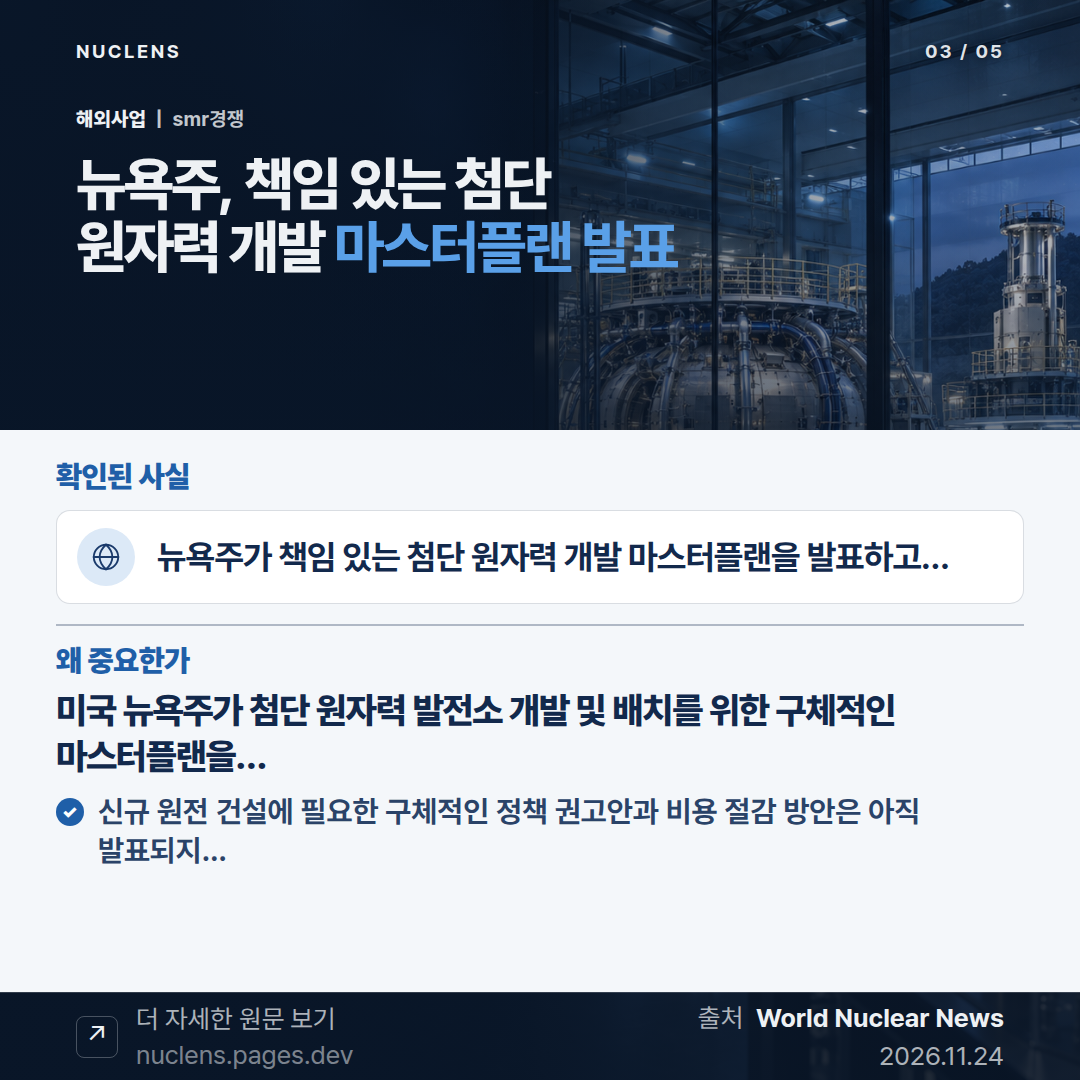 NUCLENS
03 / 05
해외사업 | smr경쟁
뉴욕주, 책임 있는 첨단
원자력 개발 마스터플랜 발표
확인된 사실
뉴욕주가 책임 있는 첨단 원자력 개발 마스터플랜을 발표하고...
왜 중요한가
미국 뉴욕주가 첨단 원자력 발전소 개발 및 배치를 위한 구체적인
마스터플랜을...
신규 원전 건설에 필요한 구체적인 정책 권고안과 비용 절감 방안은 아직
발표되지...
더 자세한 원문 보기
nuclens.pages.dev
출처 World Nuclear News
2026.11.24